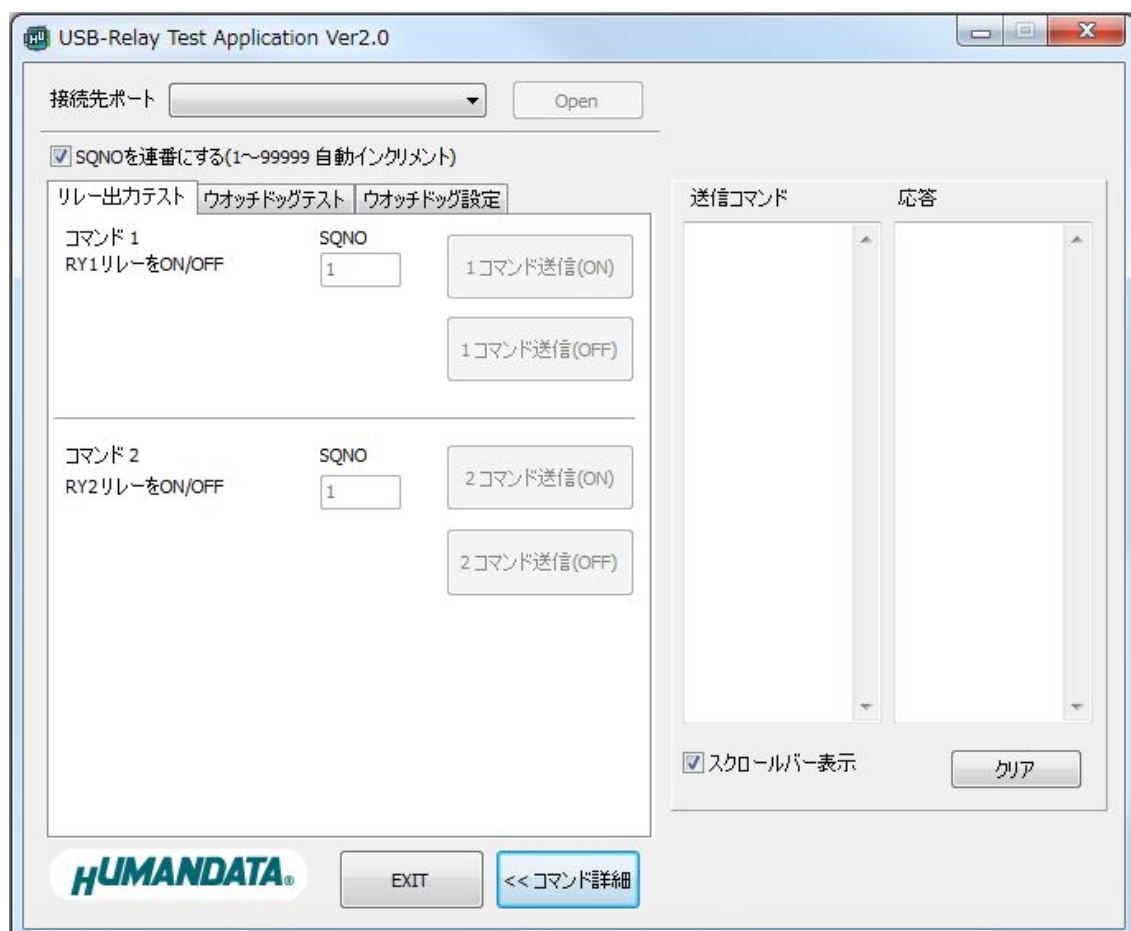 USB-Relay Test Application Ver2.0
接続先ポート
Open
SQNOを連番にする(1～99999 自動インクリメント)
リレー出力テスト ウオッチドッグテスト ウオッチドッグ設定
コマンド 1 SQNO
RY1リレーをON/OFF 1
1コマンド送信(ON)
1コマンド送信(OFF)
コマンド 2 SQNO
RY2リレーをON/OFF 1
2コマンド送信(ON)
2コマンド送信(OFF)
送信コマンド 応答
スクロールバー表示 クリア
HUMANDATA®
EXIT
<< コマンド詳細